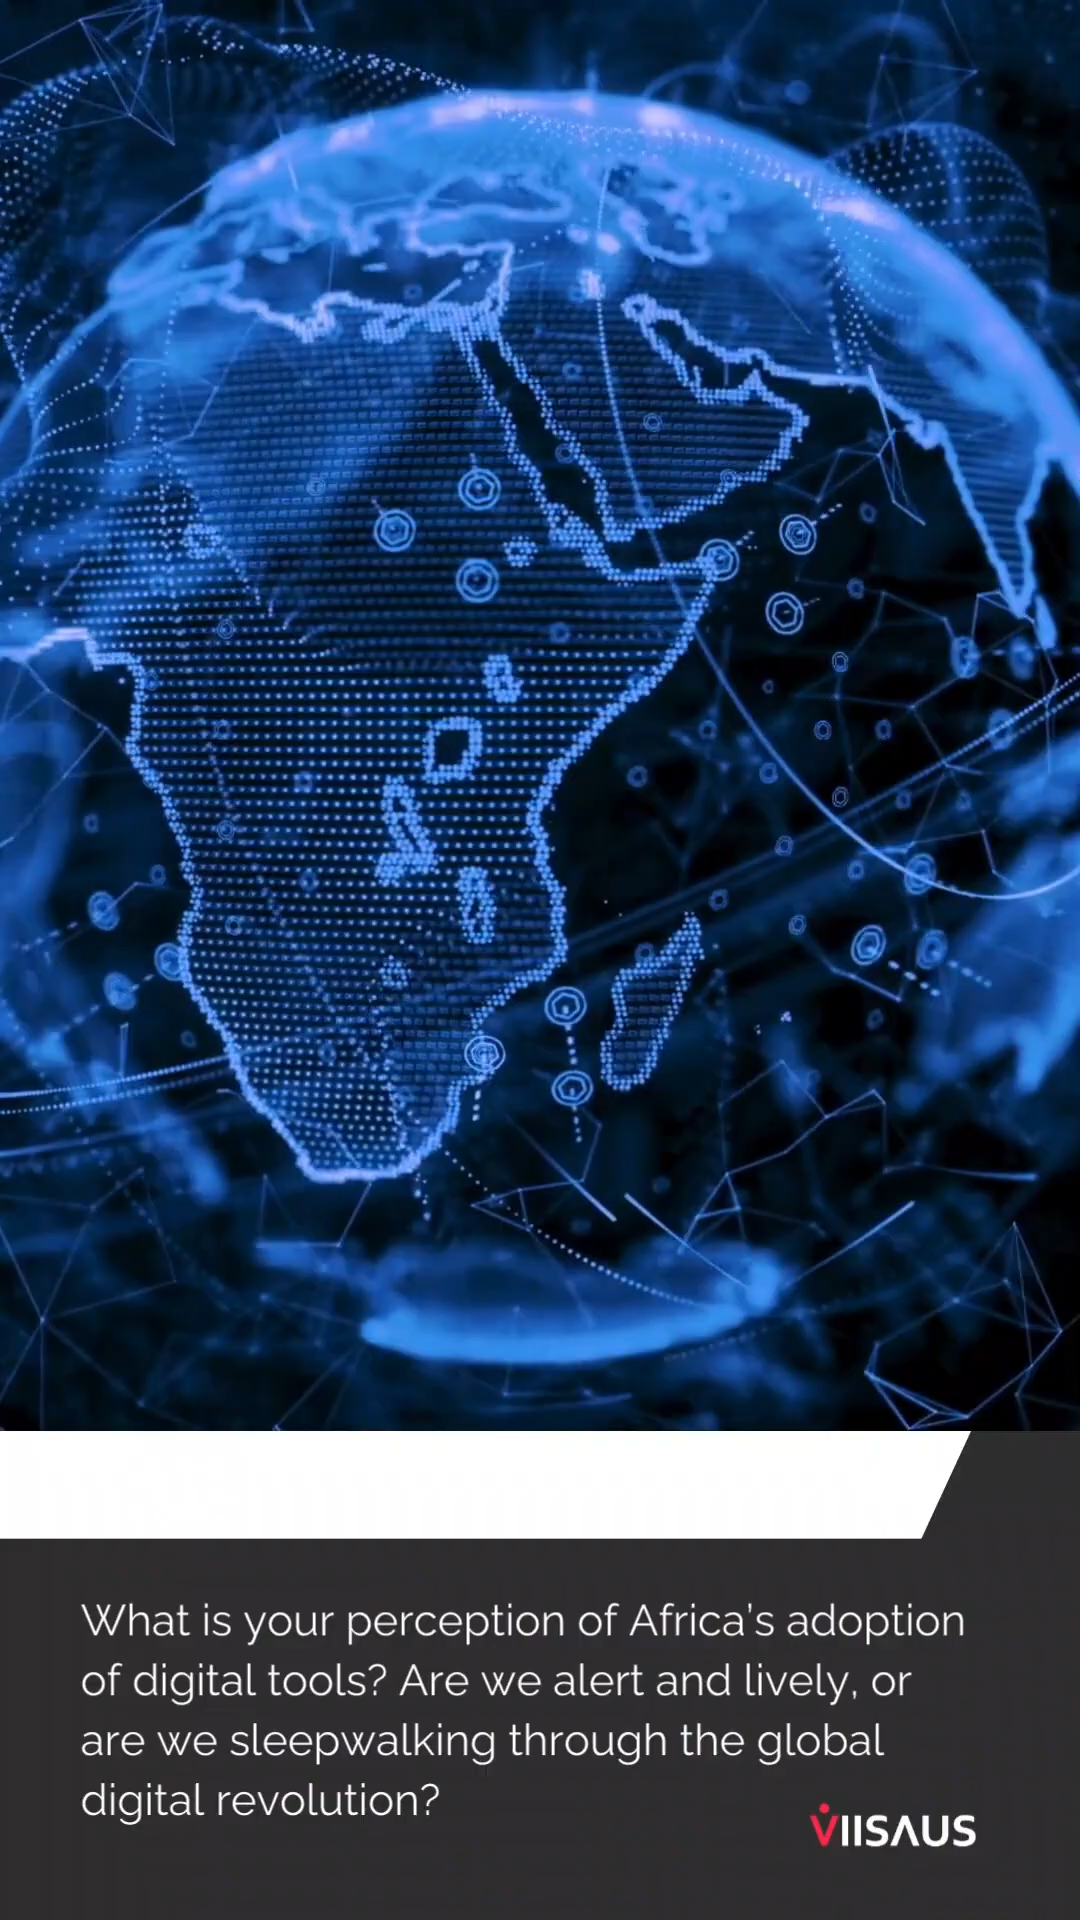 What is your perception of Africa's adoption
of digital tools? Are we alert and lively, or
are we sleepwalking through the global
digital revolution?
VIISAUS